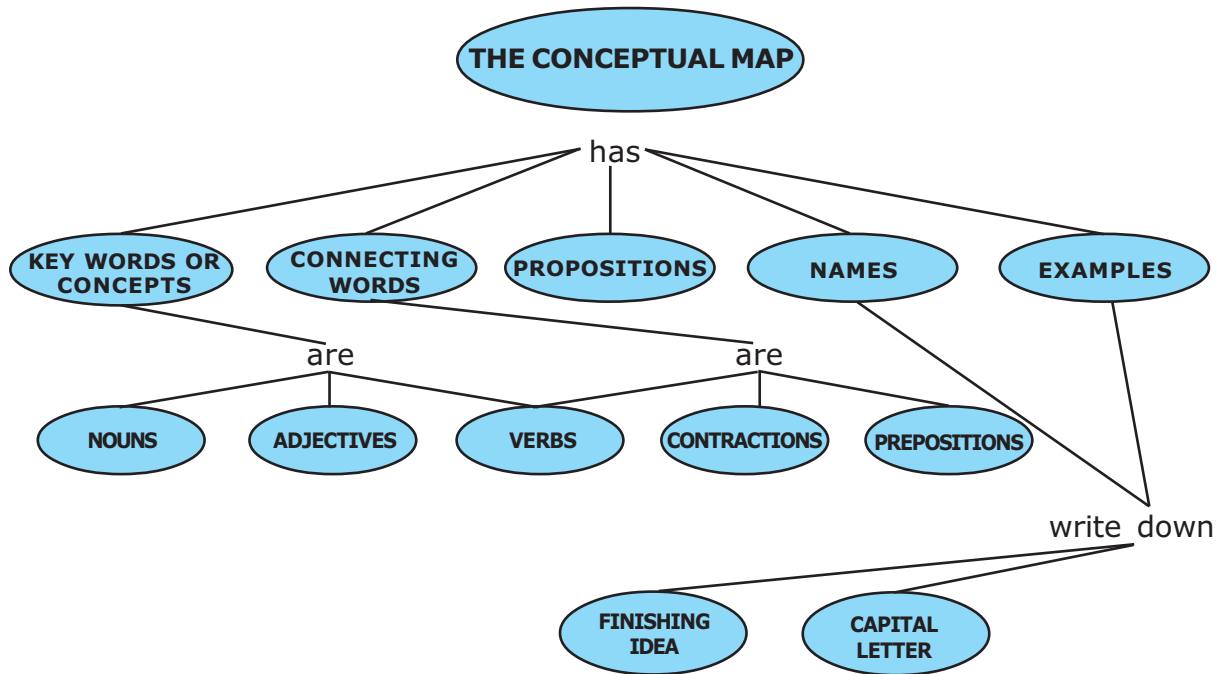 THE CONCEPTUAL MAP
has
KEY WORDS OR
CONCEPTS
CONNECTING
WORDS
PROPOSITIONS
NAMES
EXAMPLES
are
are
NOUNS
ADJECTIVES
VERBS
CONTRACTIONS
PREPOSITIONS
write down
FINISHING
IDEA
CAPITAL
LETTER